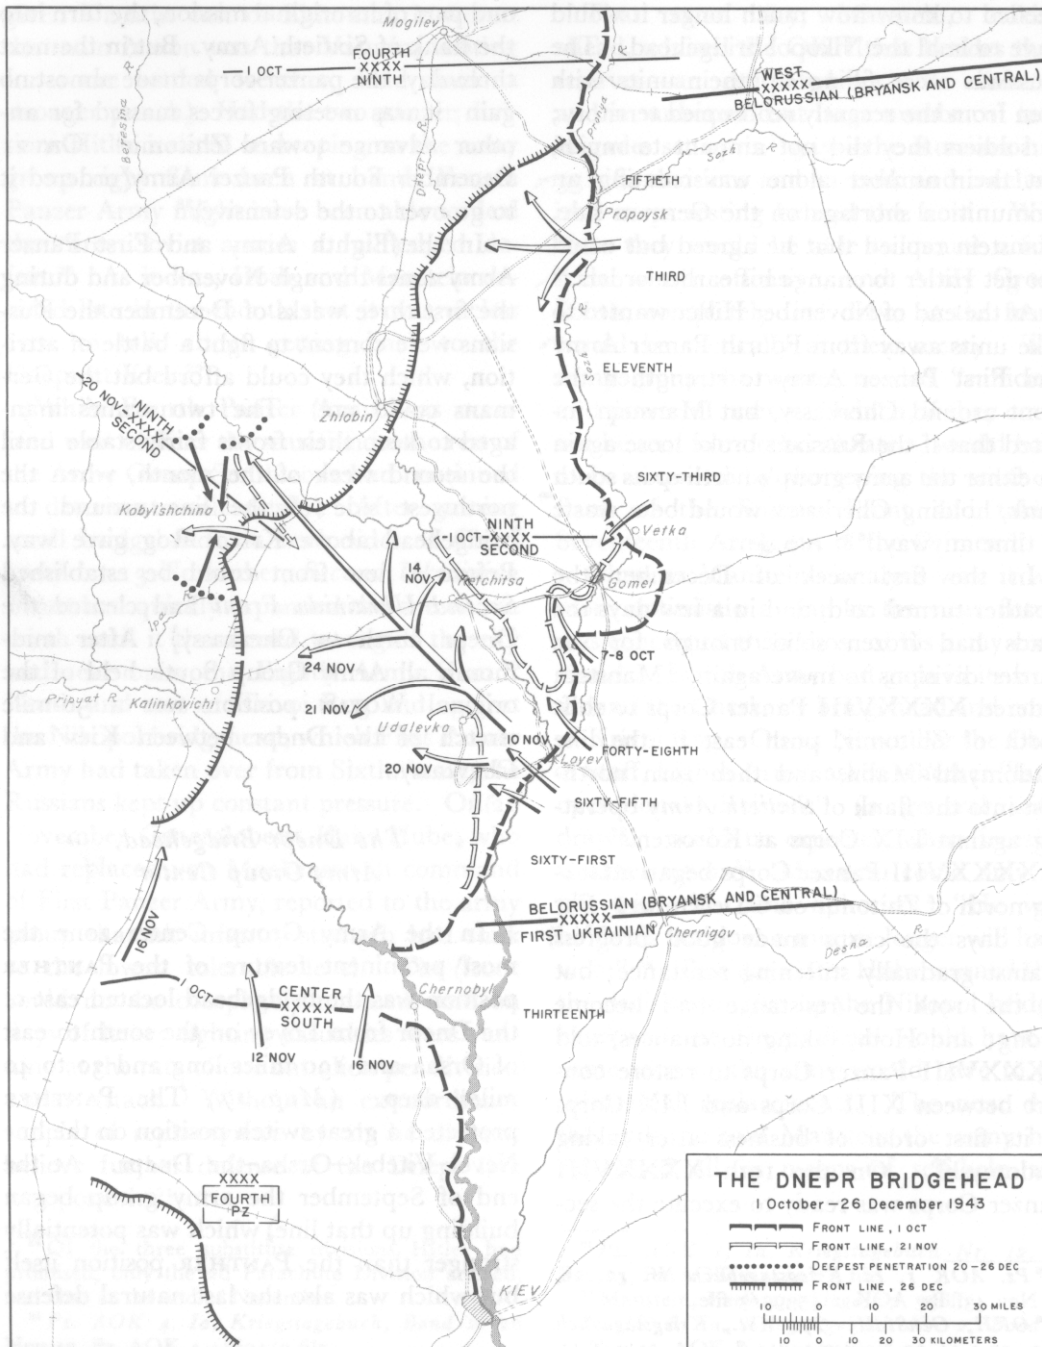 Mogilev
1 OCT
FOURTH
XXXX
NINTH
WEST
XXXXX
BELORUSSIAN (BRYANSK AND CENTRAL)
Sozh R
FIFTIETH
Propoysk
THIRD
Sozh R
ELEVENTH
Zhlobin
20 NOV
NINTH
XXXX
SECOND
SIXTY-THIRD
Kobyl'shchina
NINTH
1 OCT XXXX
SECOND
Vetka
14 NOV
Rechitsa
Gomel
28 OCT
24 NOV
Pripyat R
Kalinkovichi
21 NOV
Udalevka
10 NOV
Loyev
FORTY-EIGHTH
20 NOV
SIXTY-FIFTH
SIXTY-FIRST
BELORUSSIAN (BRYANSK AND CENTRAL)
XXXXX
FIRST UKRAINIAN
Chernigov
Desna R
16 NOV
1 OCT
CENTER
XXXXX
SOUTH
Chernobyl
THIRTEENTH
12 NOV
16 NOV
XXXX
FOURTH
PZ
KIEV
THE DNEPR BRIDGEHEAD
1 October–26 December 1943
FRONT LINE, 1 OCT
FRONT LINE, 21 NOV
DEEPEST PENETRATION 20–26 DEC
FRONT LINE, 26 DEC
10 0 10 20 30 MILES
10 0 10 20 30 KILOMETERS